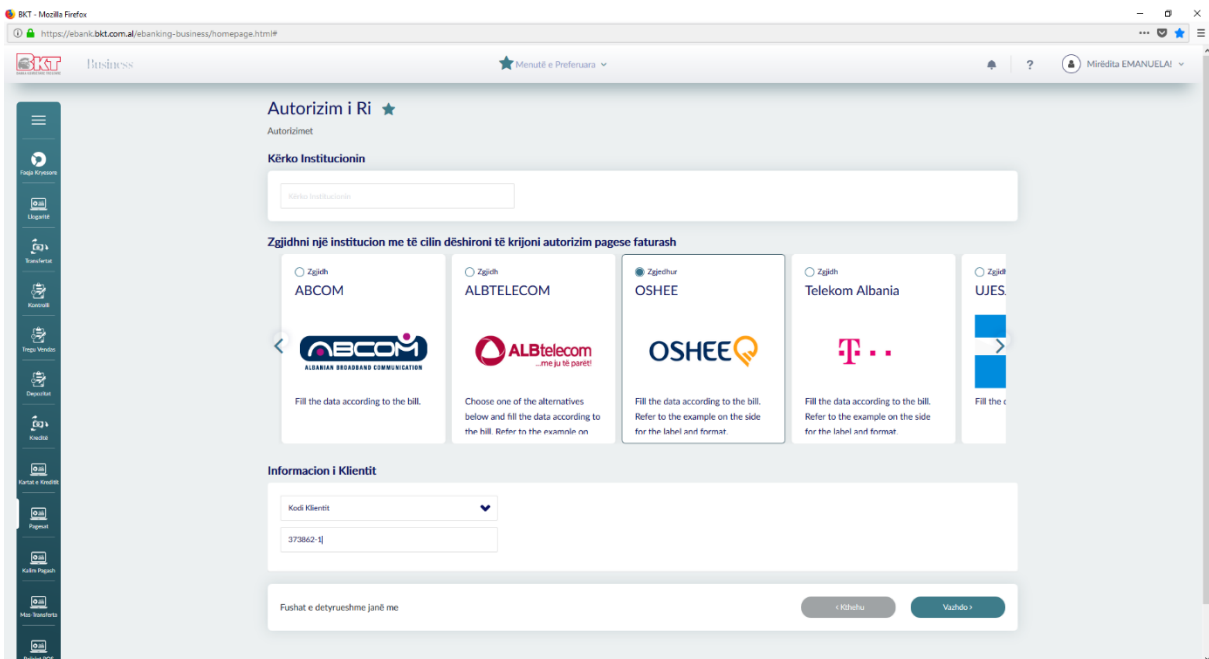 BKT - Mozilla Firefox
https://ebank.bkt.com.al/ebanking-business/homepage.html#
BKT
Business
Menutë e Preferuara
?
Mirëdita EMANUELA!
Faqja Kryesore
Llogaritë
Transfertat
Kontrolli
Tregu Vendas
Depozitat
Kreditë
Kartat e Kreditit
Pagesat
Kalim Pagash
Mas-Transferta
Autorizim i Ri
Autorizimet
Kërko Institucionin
Kërko Institucionin
Zgjidhni një institucion me të cilin dëshironi të krijoni autorizim pagese faturash
Zgjidh
ABCOM
ABCOM
ALBANIAN BROADBAND COMMUNICATION
Fill the data according to the bill.
Zgjidh
ALBTELECOM
ALBtelecom
...me ju të parët!
Choose one of the alternatives
below and fill the data according to
the bill. Refer to the example on
Zgjedhur
OSHEE
OSHEE
Fill the data according to the bill.
Refer to the example on the side
for the label and format.
Zgjidh
Telekom Albania
T
Fill the data according to the bill.
Refer to the example on the side
for the label and format.
Zgjidh
UJES.
Fill the
Informacion i Klientit
Kodi Klientit
373862-1
Fushat e detyrueshme janë me
‹ Kthehu
Vazhdo ›